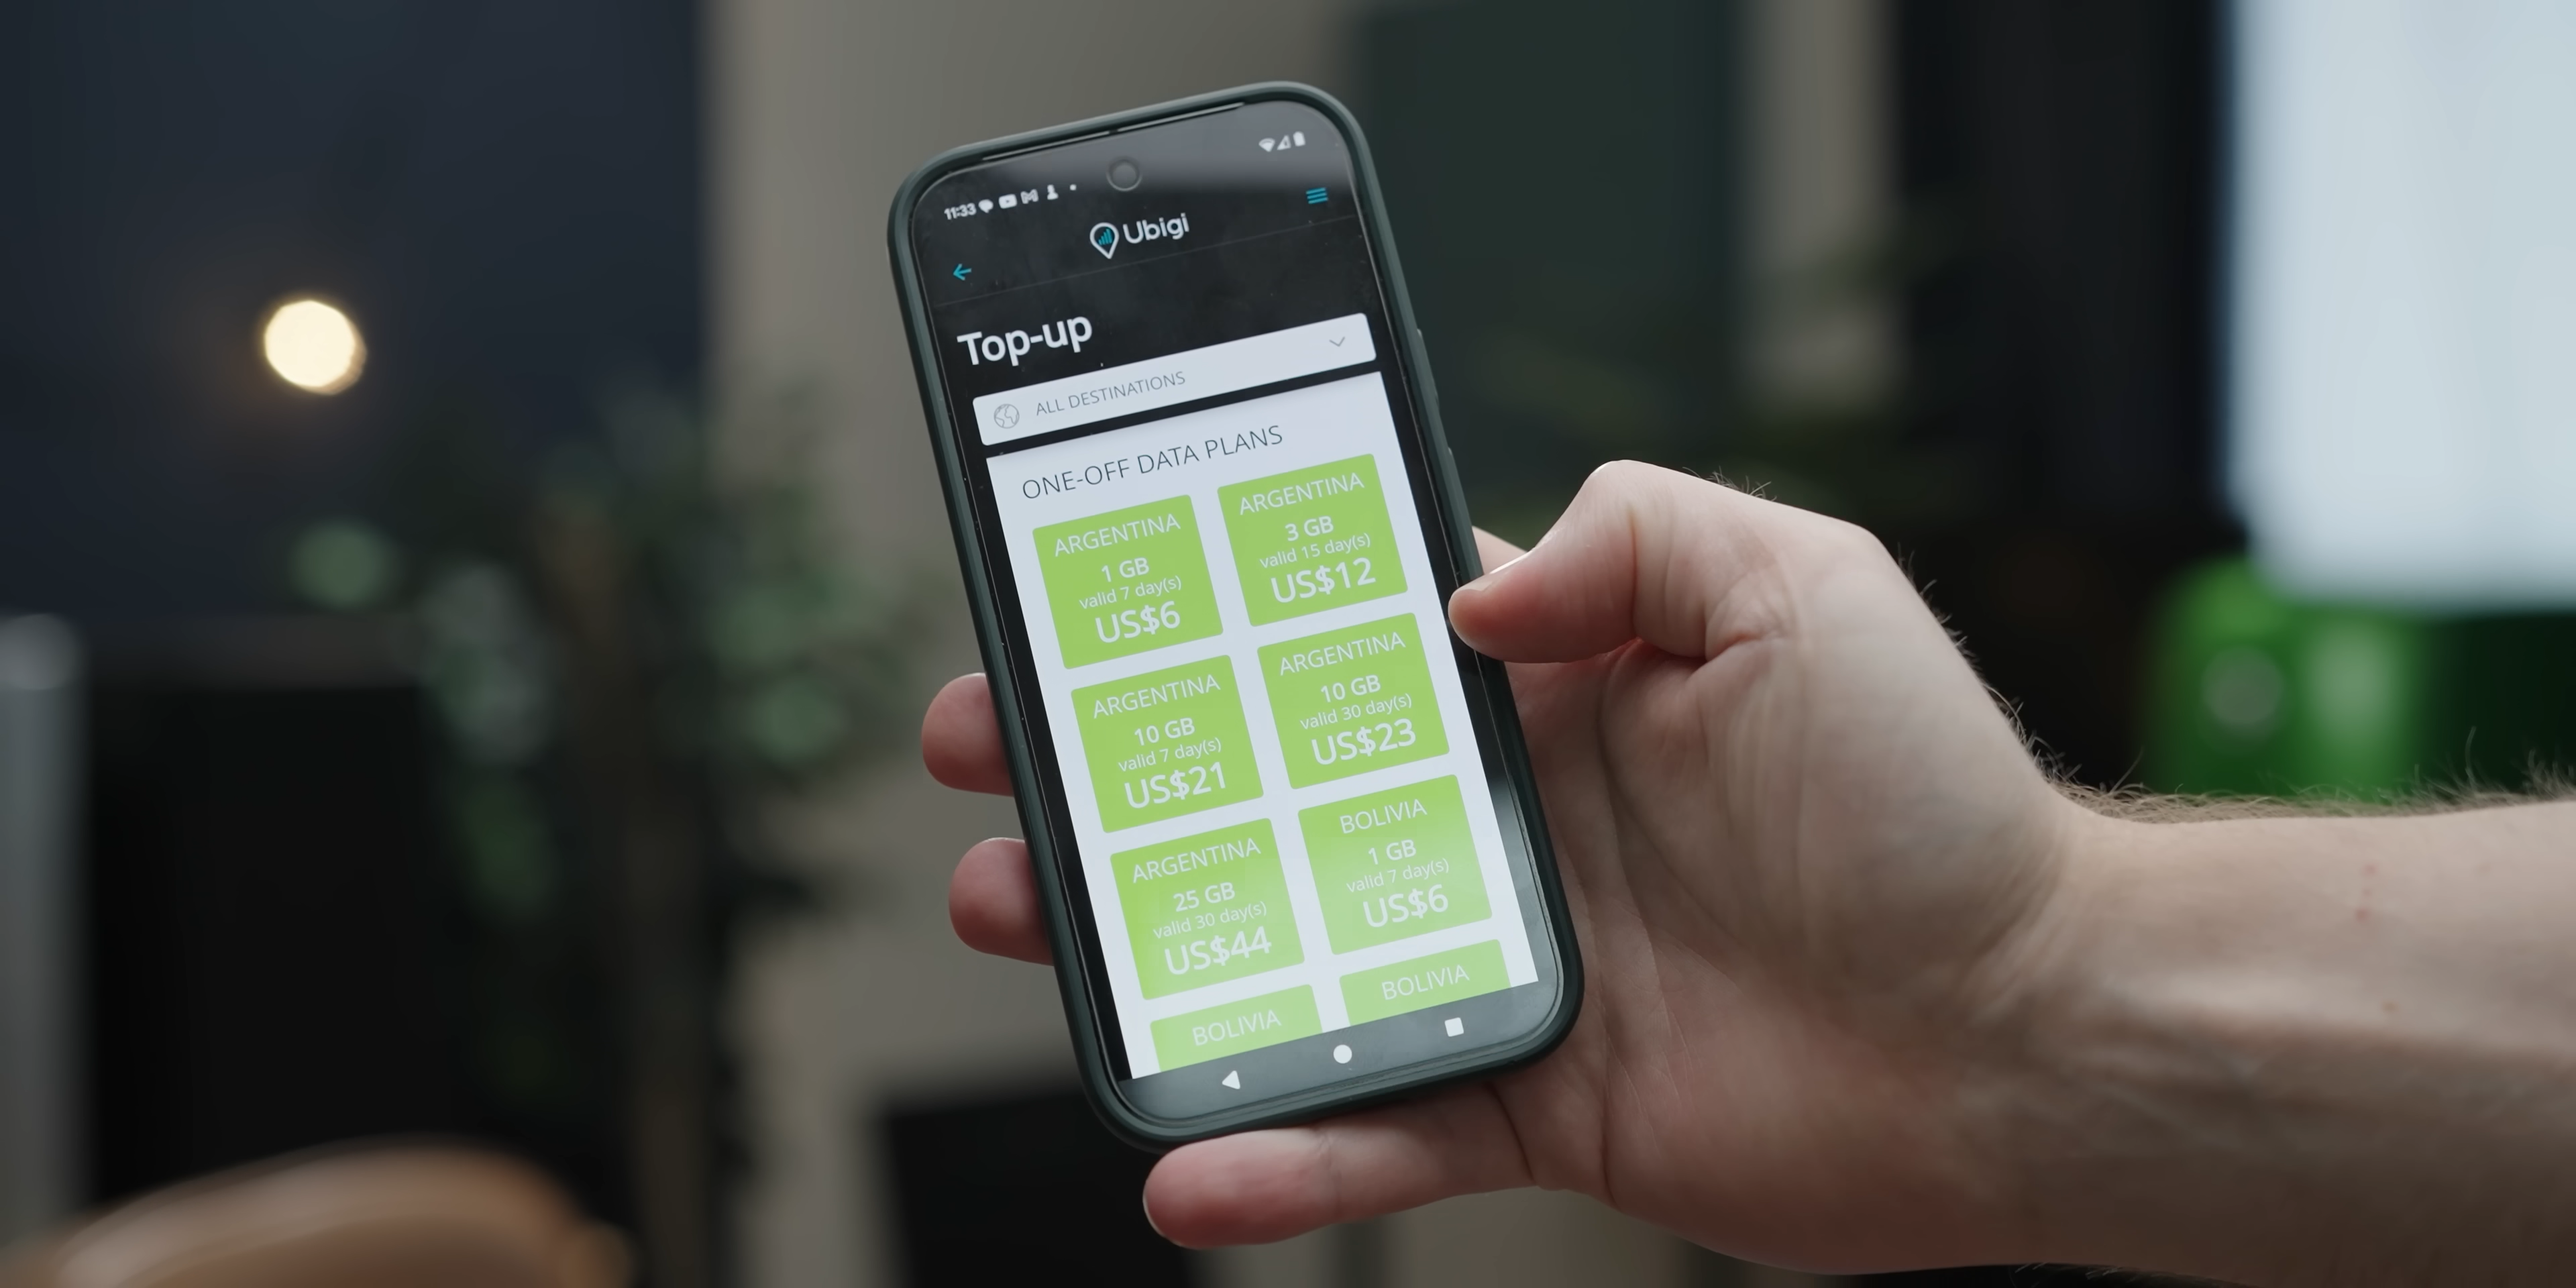 11:33
Ubigi
Top-up
ALL DESTINATIONS
ONE-OFF DATA PLANS
ARGENTINA
1 GB
valid 7 day(s)
US$6
ARGENTINA
3 GB
valid 15 day(s)
US$12
ARGENTINA
10 GB
valid 7 day(s)
US$21
ARGENTINA
10 GB
valid 30 day(s)
US$23
ARGENTINA
25 GB
valid 30 day(s)
US$44
BOLIVIA
1 GB
valid 7 day(s)
US$6
BOLIVIA
BOLIVIA